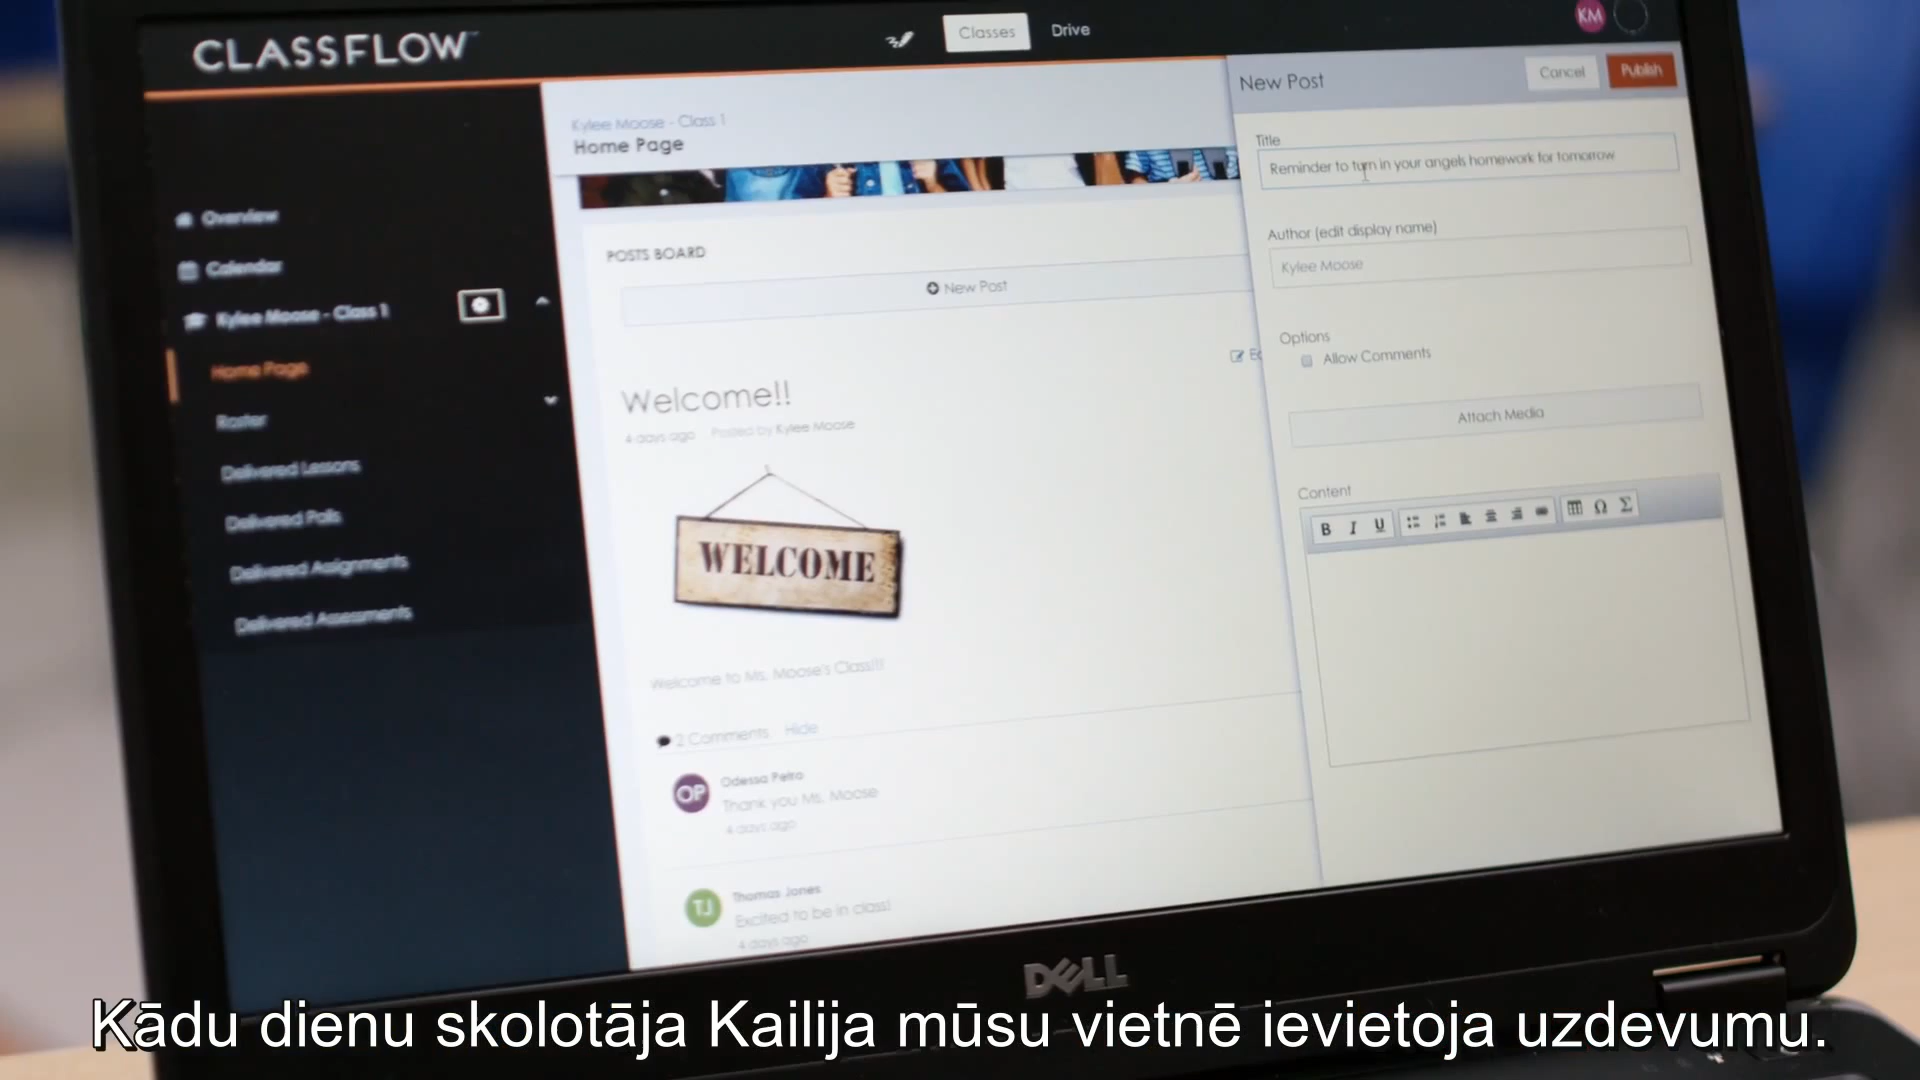 CLASSFLOW
Classes
Drive
KM
Overview
Calendar
Kylee Moose - Class 1
Home Page
Roster
Delivered Lessons
Delivered Polls
Delivered Assignments
Delivered Assessments
Kylee Moose - Class 1
Home Page
POSTS BOARD
New Post
Welcome!!
4 days ago Posted by Kylee Moose
WELCOME
Welcome to Ms. Moose's Class!!!
2 Comments Hide
OP
Odessa Petro
Thank you Ms. Moose
4 days ago
TJ
Thomas Jones
Excited to be in class!
4 days ago
New Post
Cancel
Publish
Title
Reminder to turn in your angels homework for tomorrow
Author (edit display name)
Kylee Moose
Options
Allow Comments
Attach Media
Content
B I U Ω Σ
DELL
Kādu dienu skolotāja Kailija mūsu vietnē ievietoja uzdevumu.